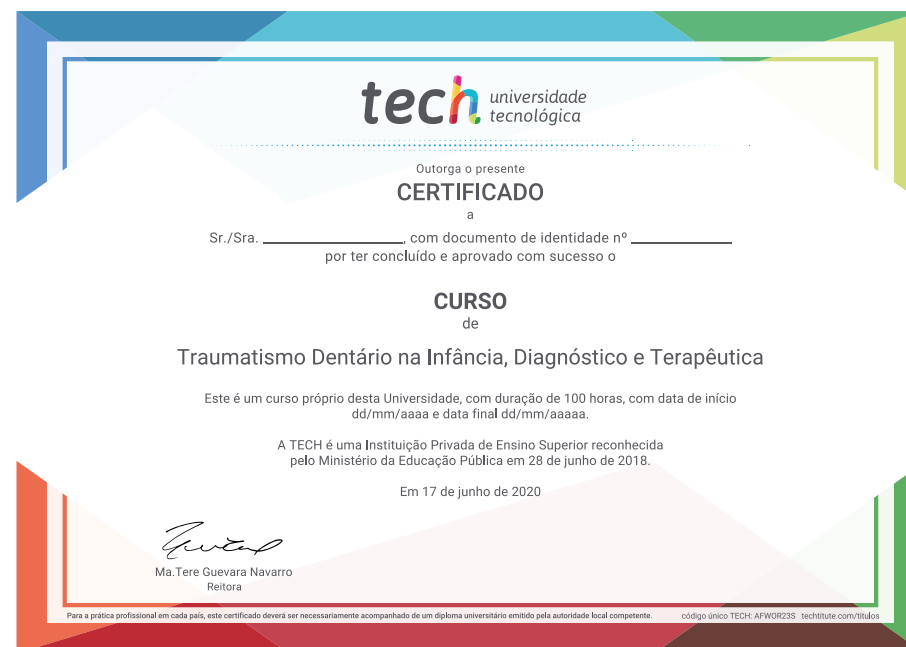 tech universidade
tecnológica
Outorga o presente
CERTIFICADO
a
Sr./Sra. ______________, com documento de identidade nº __________
por ter concluído e aprovado com sucesso o
CURSO
de
Traumatismo Dentário na Infância, Diagnóstico e Terapêutica
Este é um curso próprio desta Universidade, com duração de 100 horas, com data de início
dd/mm/aaaa e data final dd/mm/aaaaa.
A TECH é uma Instituição Privada de Ensino Superior reconhecida
pelo Ministério da Educação Pública em 28 de junho de 2018.
Em 17 de junho de 2020
Ma.Tere Guevara Navarro
Reitora
Para a prática profissional em cada país, este certificado deverá ser necessariamente acompanhado de um diploma universitário emitido pela autoridade local competente. código único TECH: AFWOR23S techtitute.com/titulos